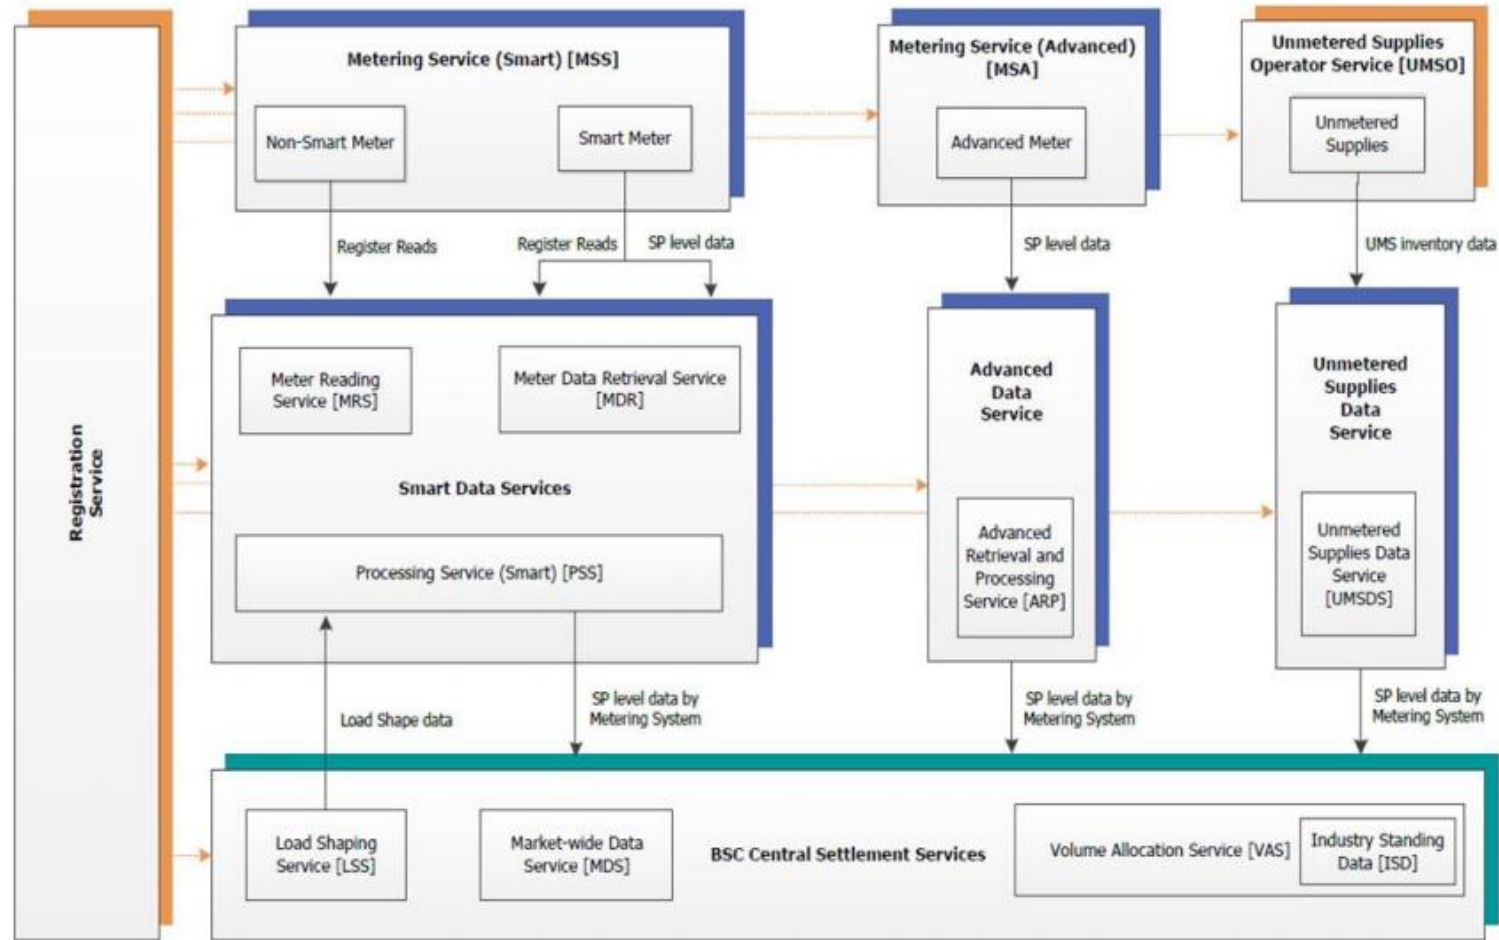 Registration
Service
Metering Service (Smart) [MSS]
Non-Smart Meter
Smart Meter
Metering Service (Advanced)
[MSA]
Advanced Meter
Unmetered Supplies
Operator Service [UMSO]
Unmetered
Supplies
Register Reads
Register Reads
SP level data
SP level data
UMS inventory data
Meter Reading
Service [MRS]
Meter Data Retrieval Service
[MDR]
Smart Data Services
Processing Service (Smart) [PSS]
Advanced
Data
Service
Advanced
Retrieval and
Processing
Service [ARP]
Unmetered
Supplies
Data
Service
Unmetered
Supplies Data
Service
[UMSDS]
Load Shape data
SP level data by
Metering System
SP level data by
Metering System
SP level data by
Metering System
Load Shaping
Service [LSS]
Market-wide Data
Service [MDS]
BSC Central Settlement Services
Volume Allocation Service [VAS]
Industry Standing
Data [ISD]